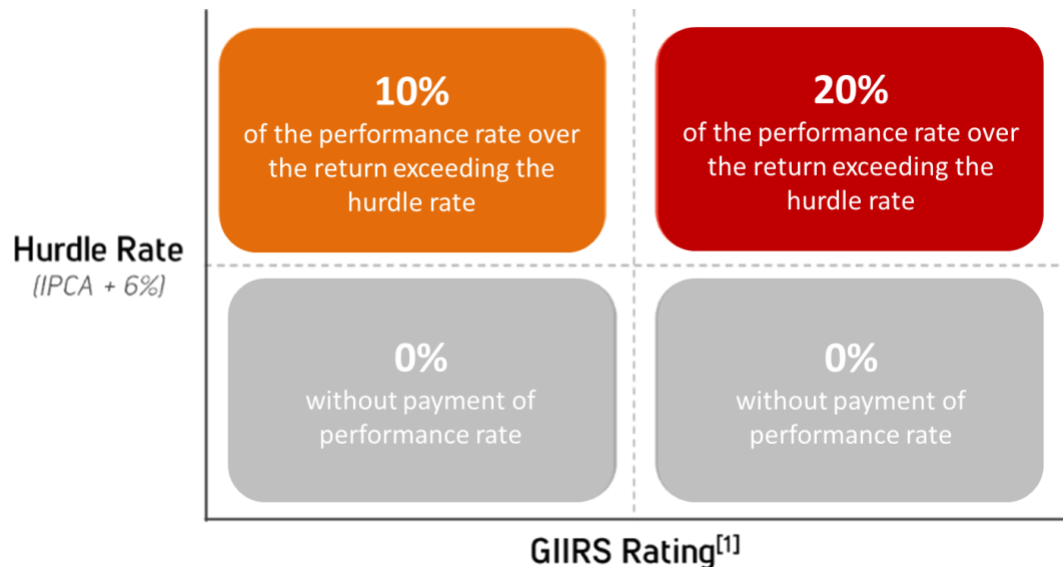 10%
of the performance rate over
the return exceeding the
hurdle rate
20%
of the performance rate over
the return exceeding the
hurdle rate
Hurdle Rate
(IPCA + 6%)
0%
without payment of
performance rate
0%
without payment of
performance rate
GIIRS Rating[1]